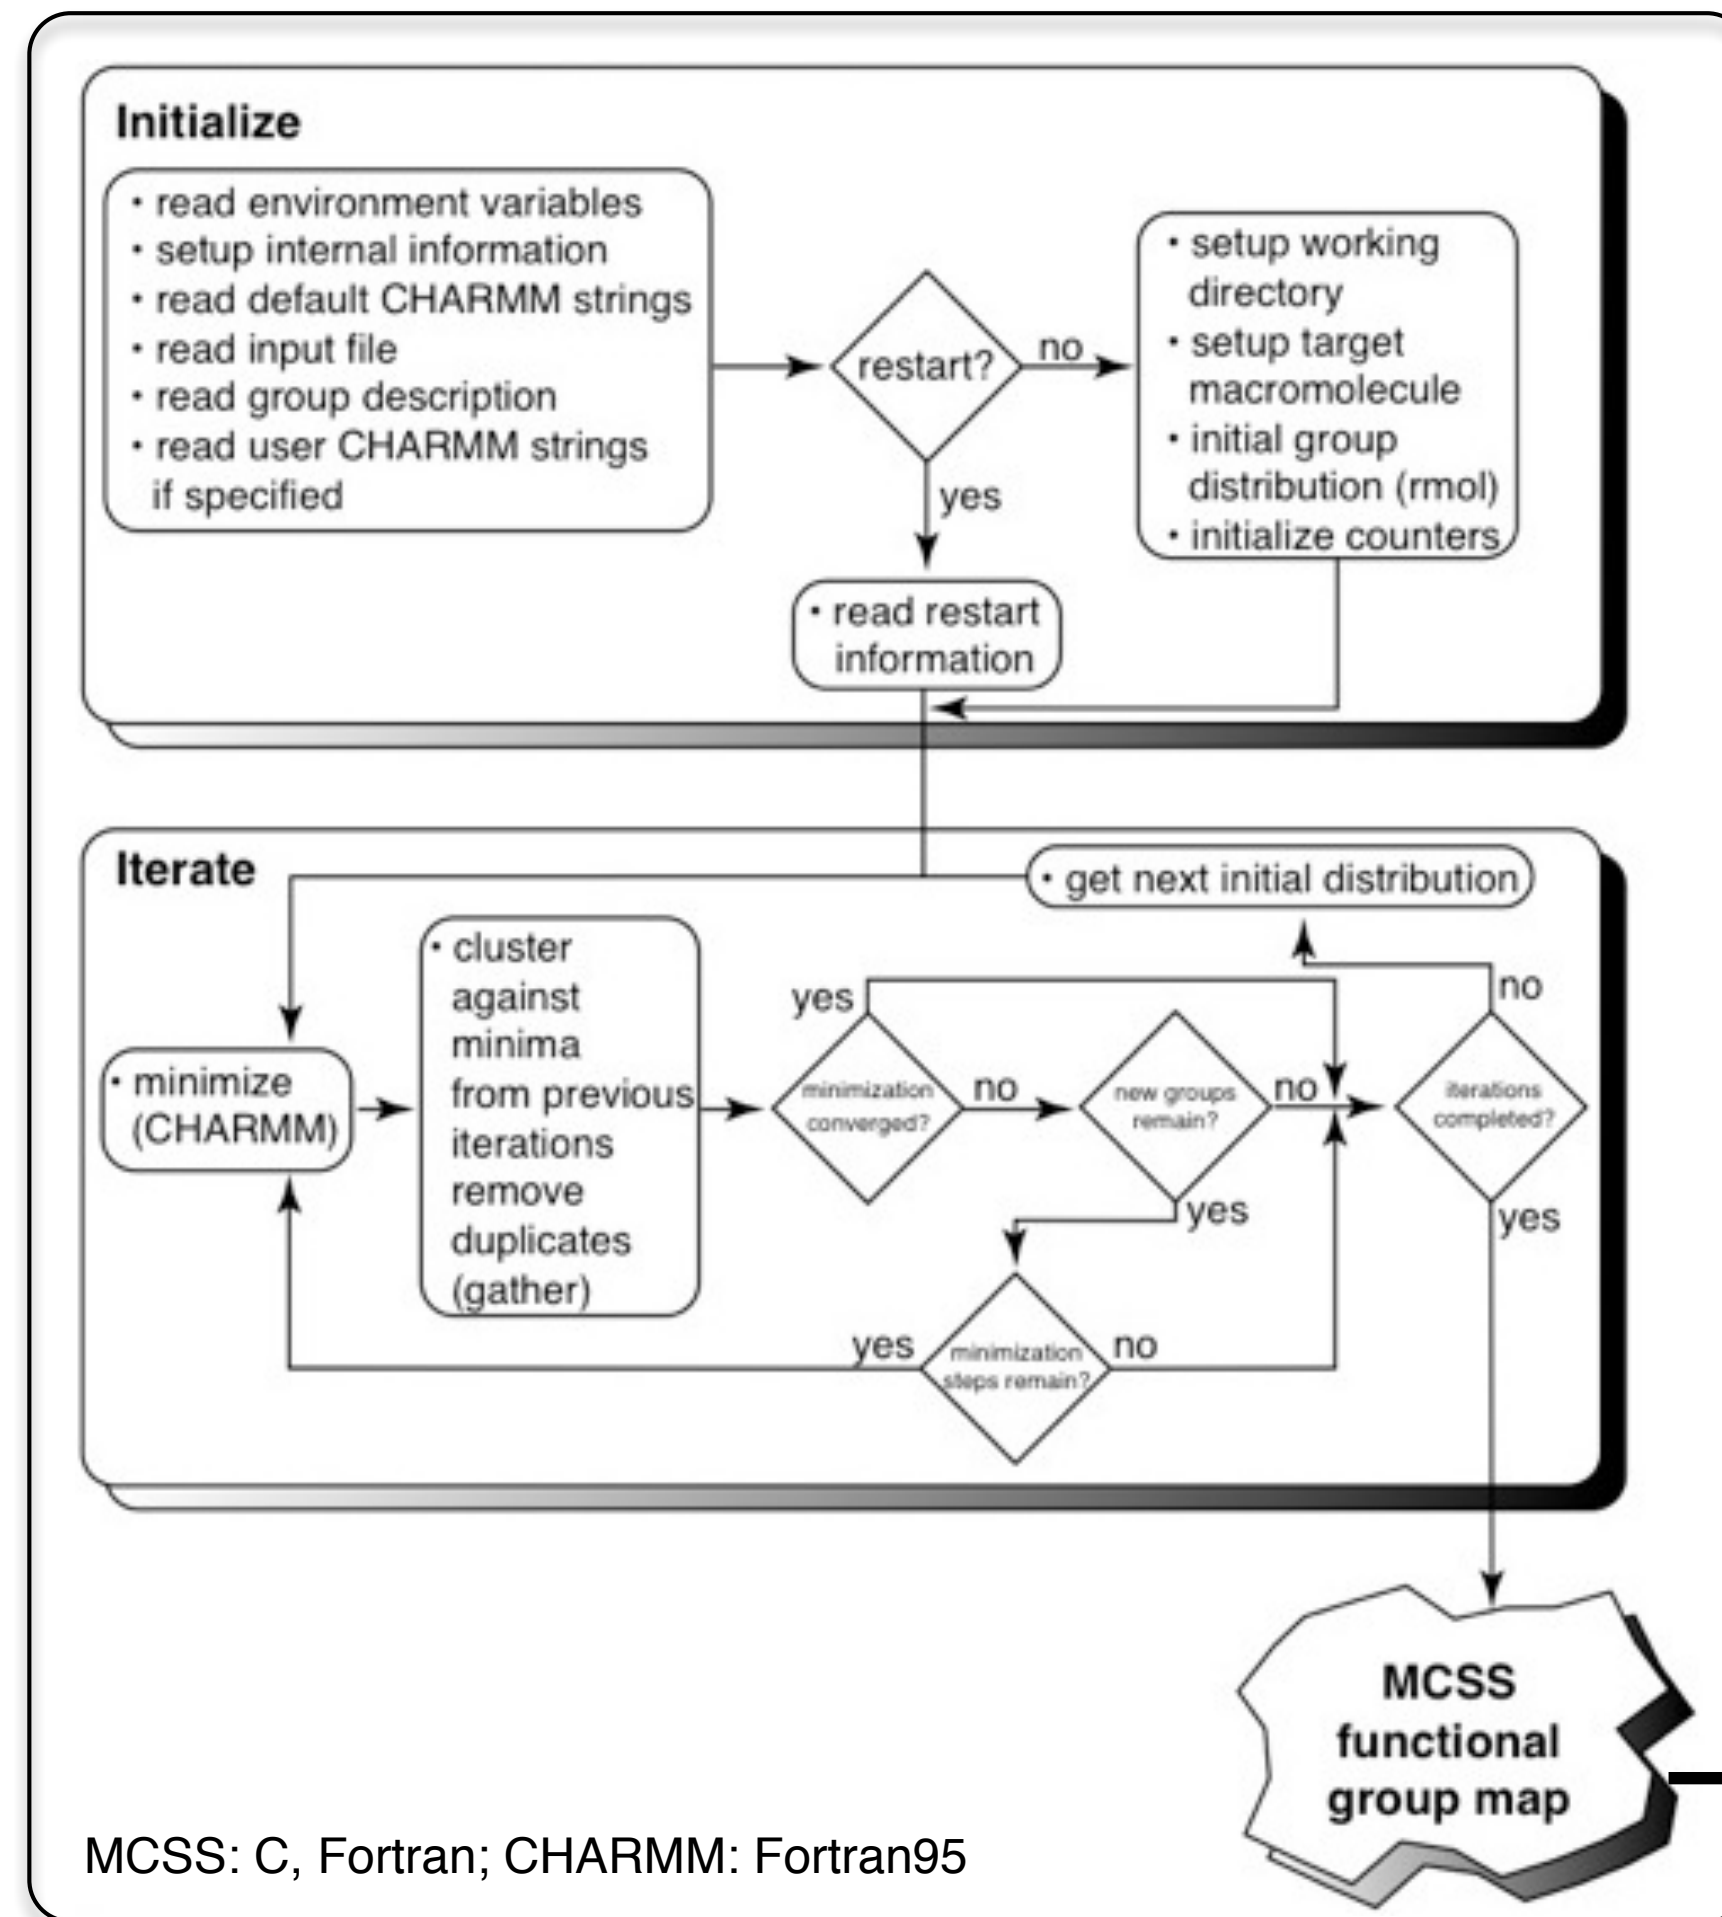 Initialize
• read environment variables
• setup internal information
• read default CHARMM strings
• read input file
• read group description
• read user CHARMM strings
if specified
restart?
no
yes
• setup working
directory
• setup target
macromolecule
• initial group
distribution (rmol)
• initialize counters
• read restart
information
Iterate
• get next initial distribution
• minimize
(CHARMM)
• cluster
against
minima
from previous
iterations
remove
duplicates
(gather)
yes
minimization
converged?
no
new groups
remain?
no
yes
iterations
completed?
no
yes
yes
minimization
steps remain?
no
MCSS
functional
group map
MCSS: C, Fortran; CHARMM: Fortran95